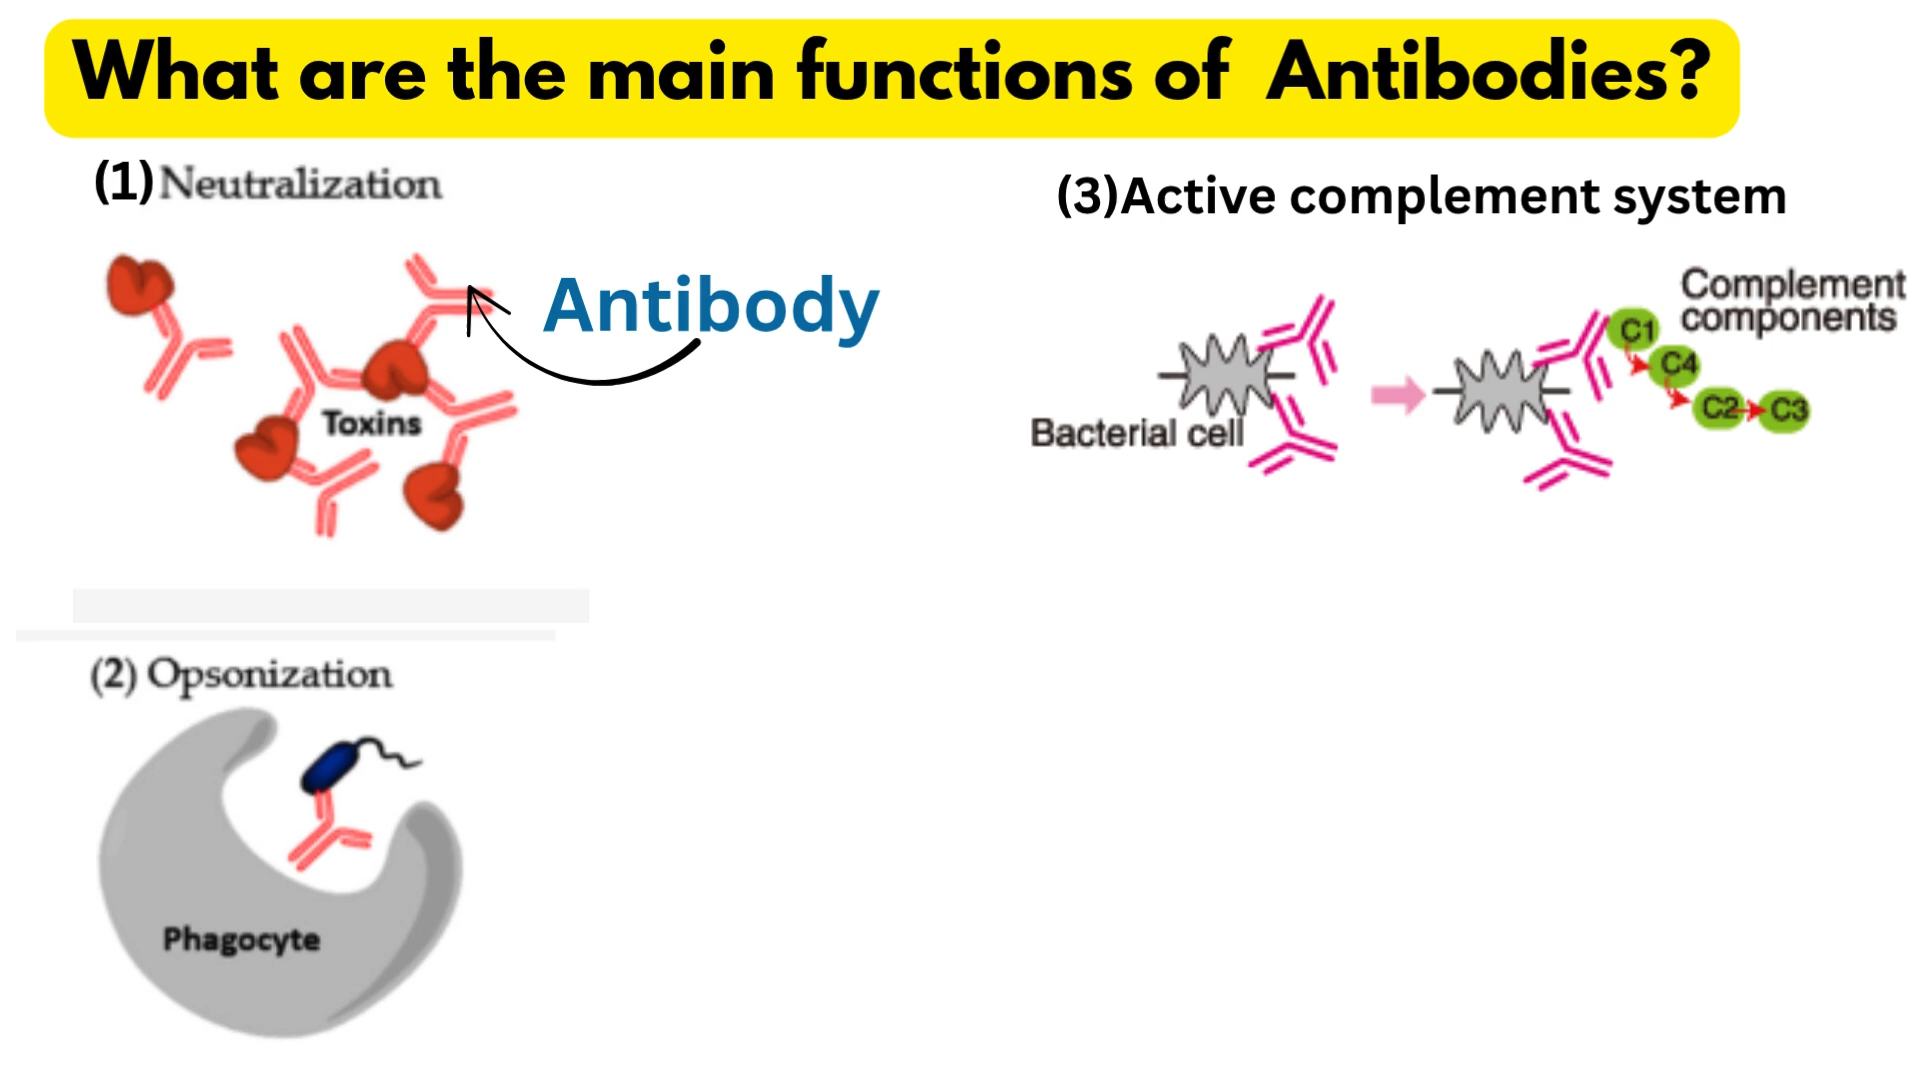 What are the main functions of Antibodies?
(1) Neutralization
Antibody
Toxins
(2) Opsonization
Phagocyte
(3)Active complement system
Complement
components
C1
C4
C2
C3
Bacterial cell